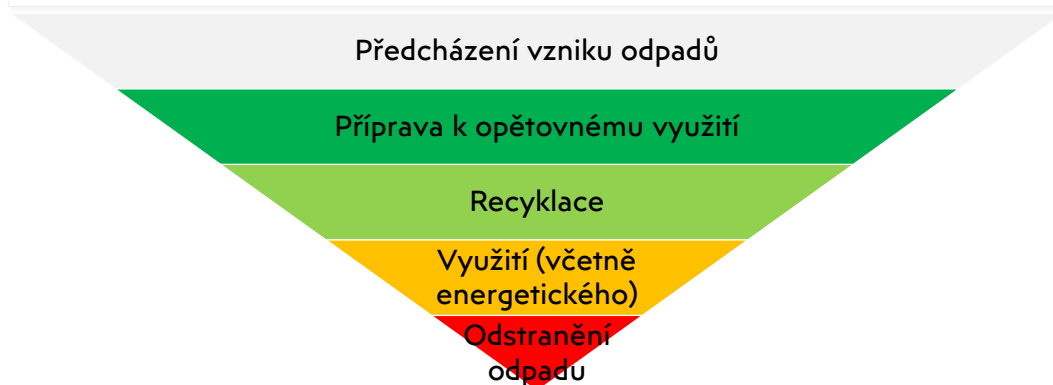 Předcházení vzniku odpadů
Příprava k opětovnému využití
Recyklace
Využití (včetně
energetického)
Odstranění
odpadu